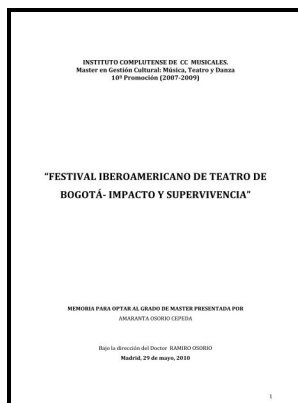 INSTITUTO COMPLUTENSE DE CC MUSICALES.
Master en Gestión Cultural: Música, Teatro y Danza
10ª Promoción (2007-2009)
“FESTIVAL IBEROAMERICANO DE TEATRO DE
BOGOTÁ- IMPACTO Y SUPERVIVENCIA”
MEMORIA PARA OPTAR AL GRADO DE MASTER PRESENTADA POR
AMARANTA OSORIO CEPEDA
Bajo la dirección del Doctor RAMIRO OSORIO
Madrid, 29 de mayo, 2010
1